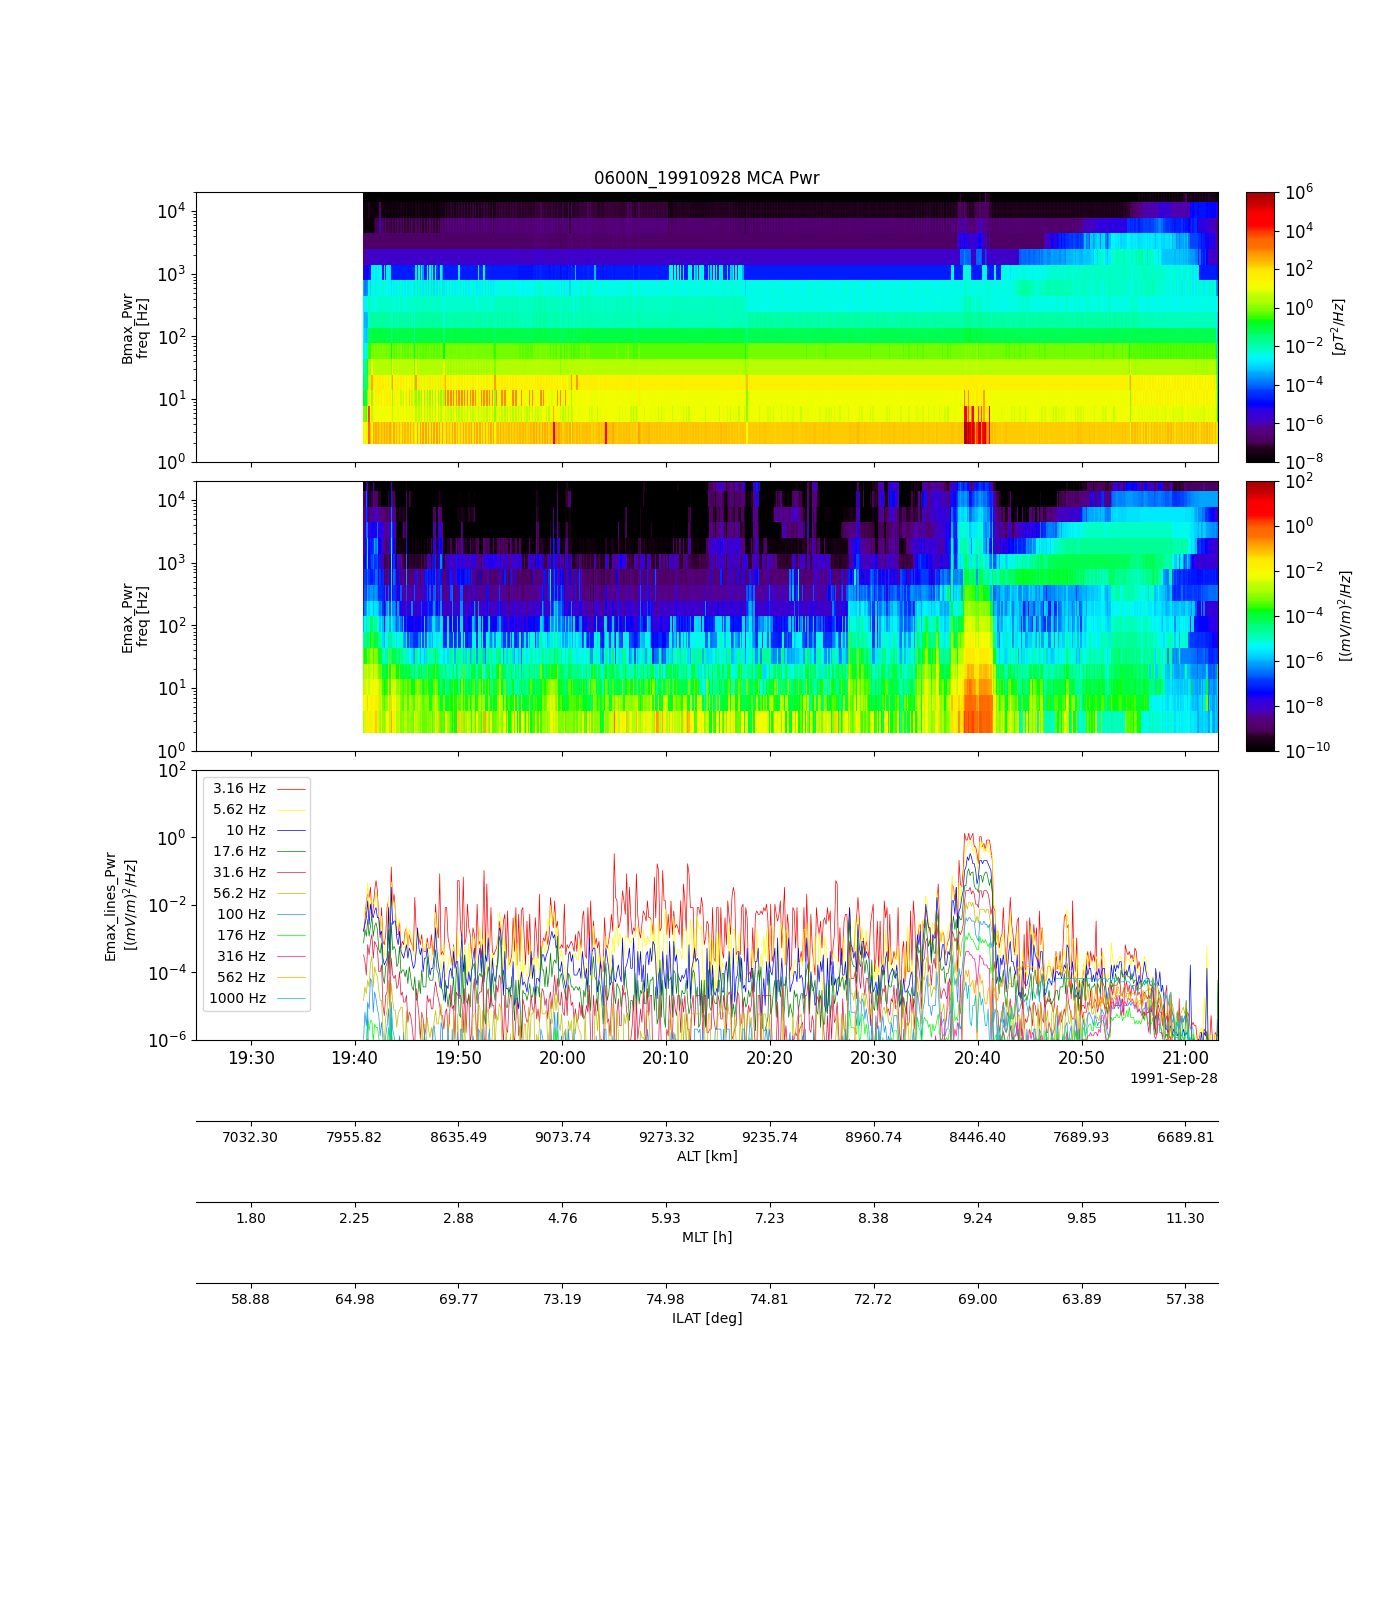 0600N_19910928 MCA Pwr
Bmax_Pwr
freq [Hz]
10^4
10^3
10^2
10^1
10^0
10^6
10^4
10^2
10^0
10^-2
10^-4
10^-6
10^-8
[pT^2/Hz]
Emax_Pwr
freq [Hz]
10^4
10^3
10^2
10^1
10^0
10^2
10^0
10^-2
10^-4
10^-6
10^-8
10^-10
[(mV/m)^2/Hz]
Emax_lines_Pwr
[(mV/m)^2/Hz]
10^2
10^0
10^-2
10^-4
10^-6
3.16 Hz
5.62 Hz
10 Hz
17.6 Hz
31.6 Hz
56.2 Hz
100 Hz
176 Hz
316 Hz
562 Hz
1000 Hz
19:30 19:40 19:50 20:00 20:10 20:20 20:30 20:40 20:50 21:00
1991-Sep-28
7032.30 7955.82 8635.49 9073.74 9273.32 9235.74 8960.74 8446.40 7689.93 6689.81
ALT [km]
1.80 2.25 2.88 4.76 5.93 7.23 8.38 9.24 9.85 11.30
MLT [h]
58.88 64.98 69.77 73.19 74.98 74.81 72.72 69.00 63.89 57.38
ILAT [deg]